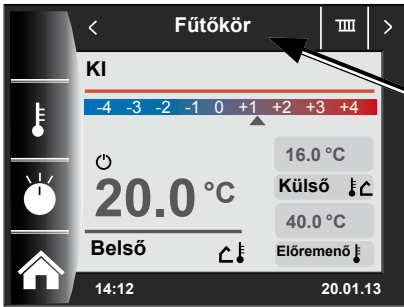 < Fűtőkör >
KI
-4 -3 -2 -1 0 +1 +2 +3 +4
16.0 °C
Külső
20.0 °C
40.0 °C
Belső
Előremenő
14:12 20.01.13